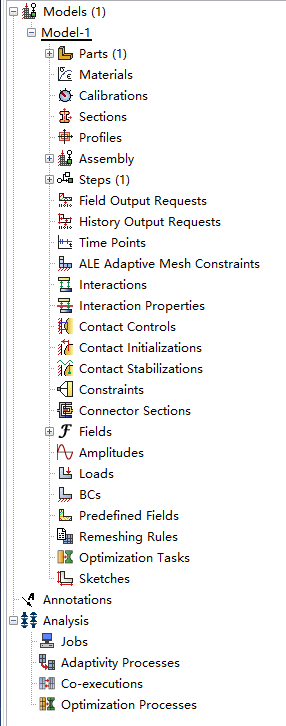 Models (1)
Model-1
Parts (1)
Materials
Calibrations
Sections
Profiles
Assembly
Steps (1)
Field Output Requests
History Output Requests
Time Points
ALE Adaptive Mesh Constraints
Interactions
Interaction Properties
Contact Controls
Contact Initializations
Contact Stabilizations
Constraints
Connector Sections
Fields
Amplitudes
Loads
BCs
Predefined Fields
Remeshing Rules
Optimization Tasks
Sketches
Annotations
Analysis
Jobs
Adaptivity Processes
Co-executions
Optimization Processes